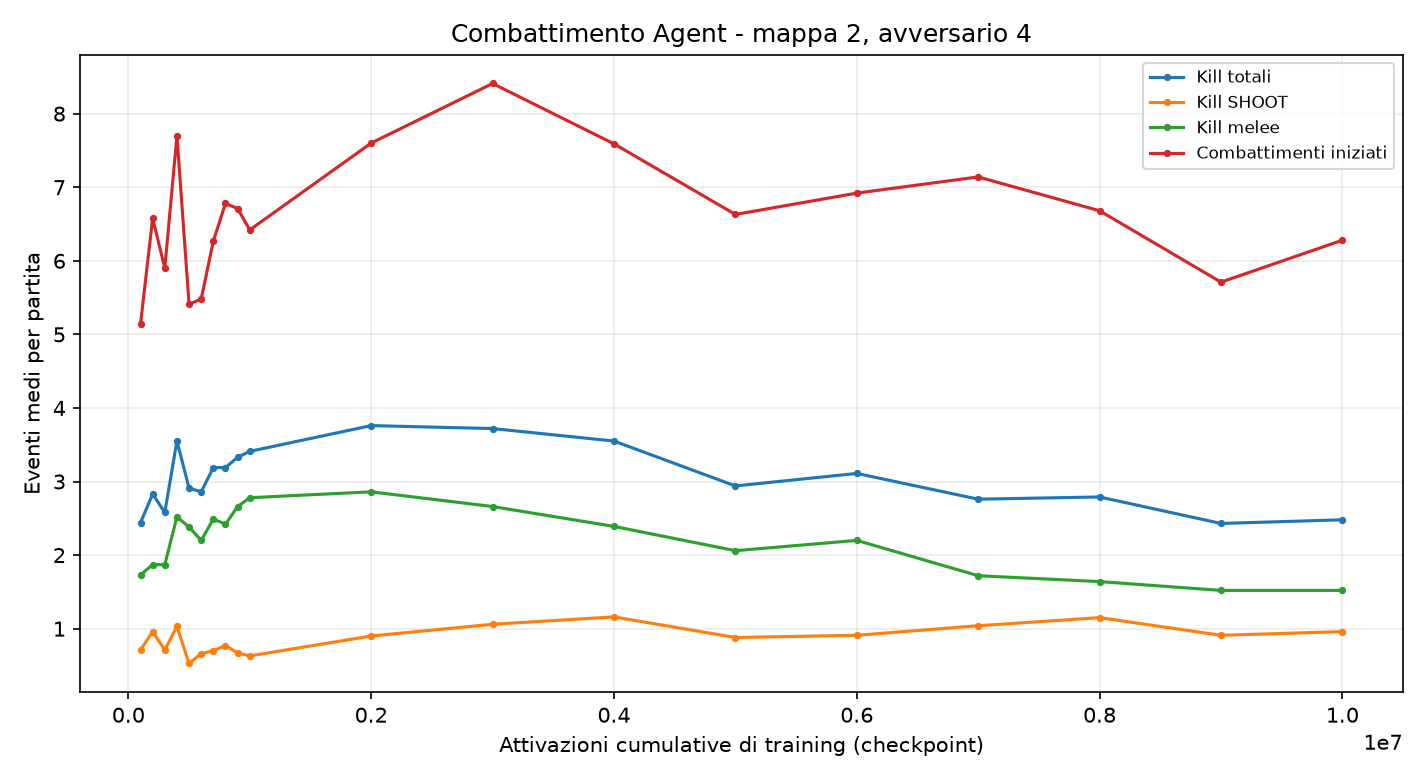 Combattimento Agent - mappa 2, avversario 4
Kill totali
Kill SHOOT
Kill melee
Combattimenti iniziati
Eventi medi per partita
8
7
6
5
4
3
2
1
0.0
0.2
0.4
0.6
0.8
1.0
1e7
Attivazioni cumulative di training (checkpoint)